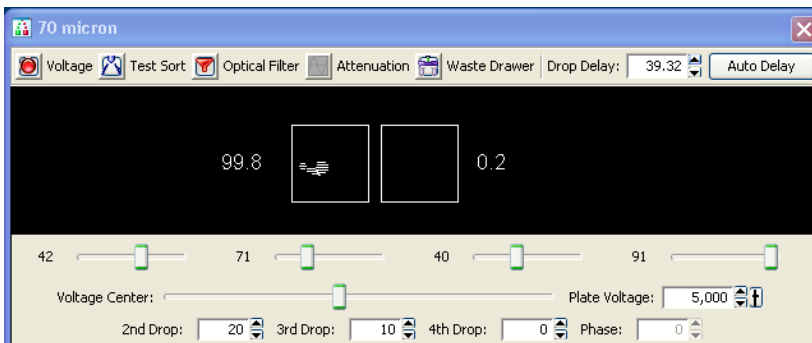 70 micron
Voltage Test Sort Optical Filter Attenuation Waste Drawer Drop Delay: 39.32 Auto Delay
99.8 0.2
42 71 40 91
Voltage Center: Plate Voltage: 5,000
2nd Drop: 20 3rd Drop: 10 4th Drop: 0 Phase: 0